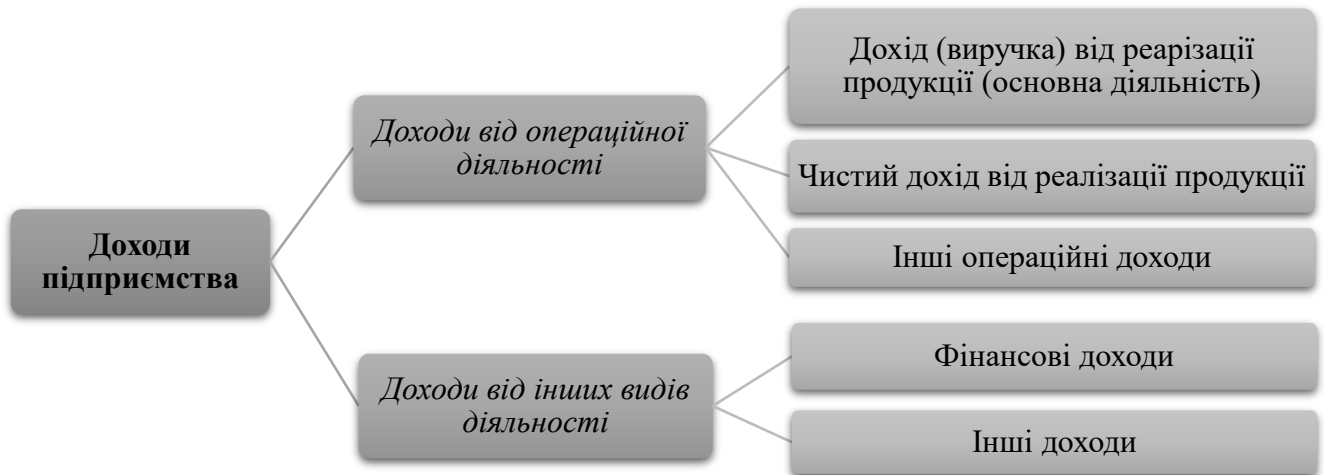 Доходи
підприємства
Доходи від операційної
діяльності
Дохід (виручка) від реарізації
продукції (основна діяльність)
Чистий дохід від реалізації продукції
Інші операційні доходи
Доходи від інших видів
діяльності
Фінансові доходи
Інші доходи